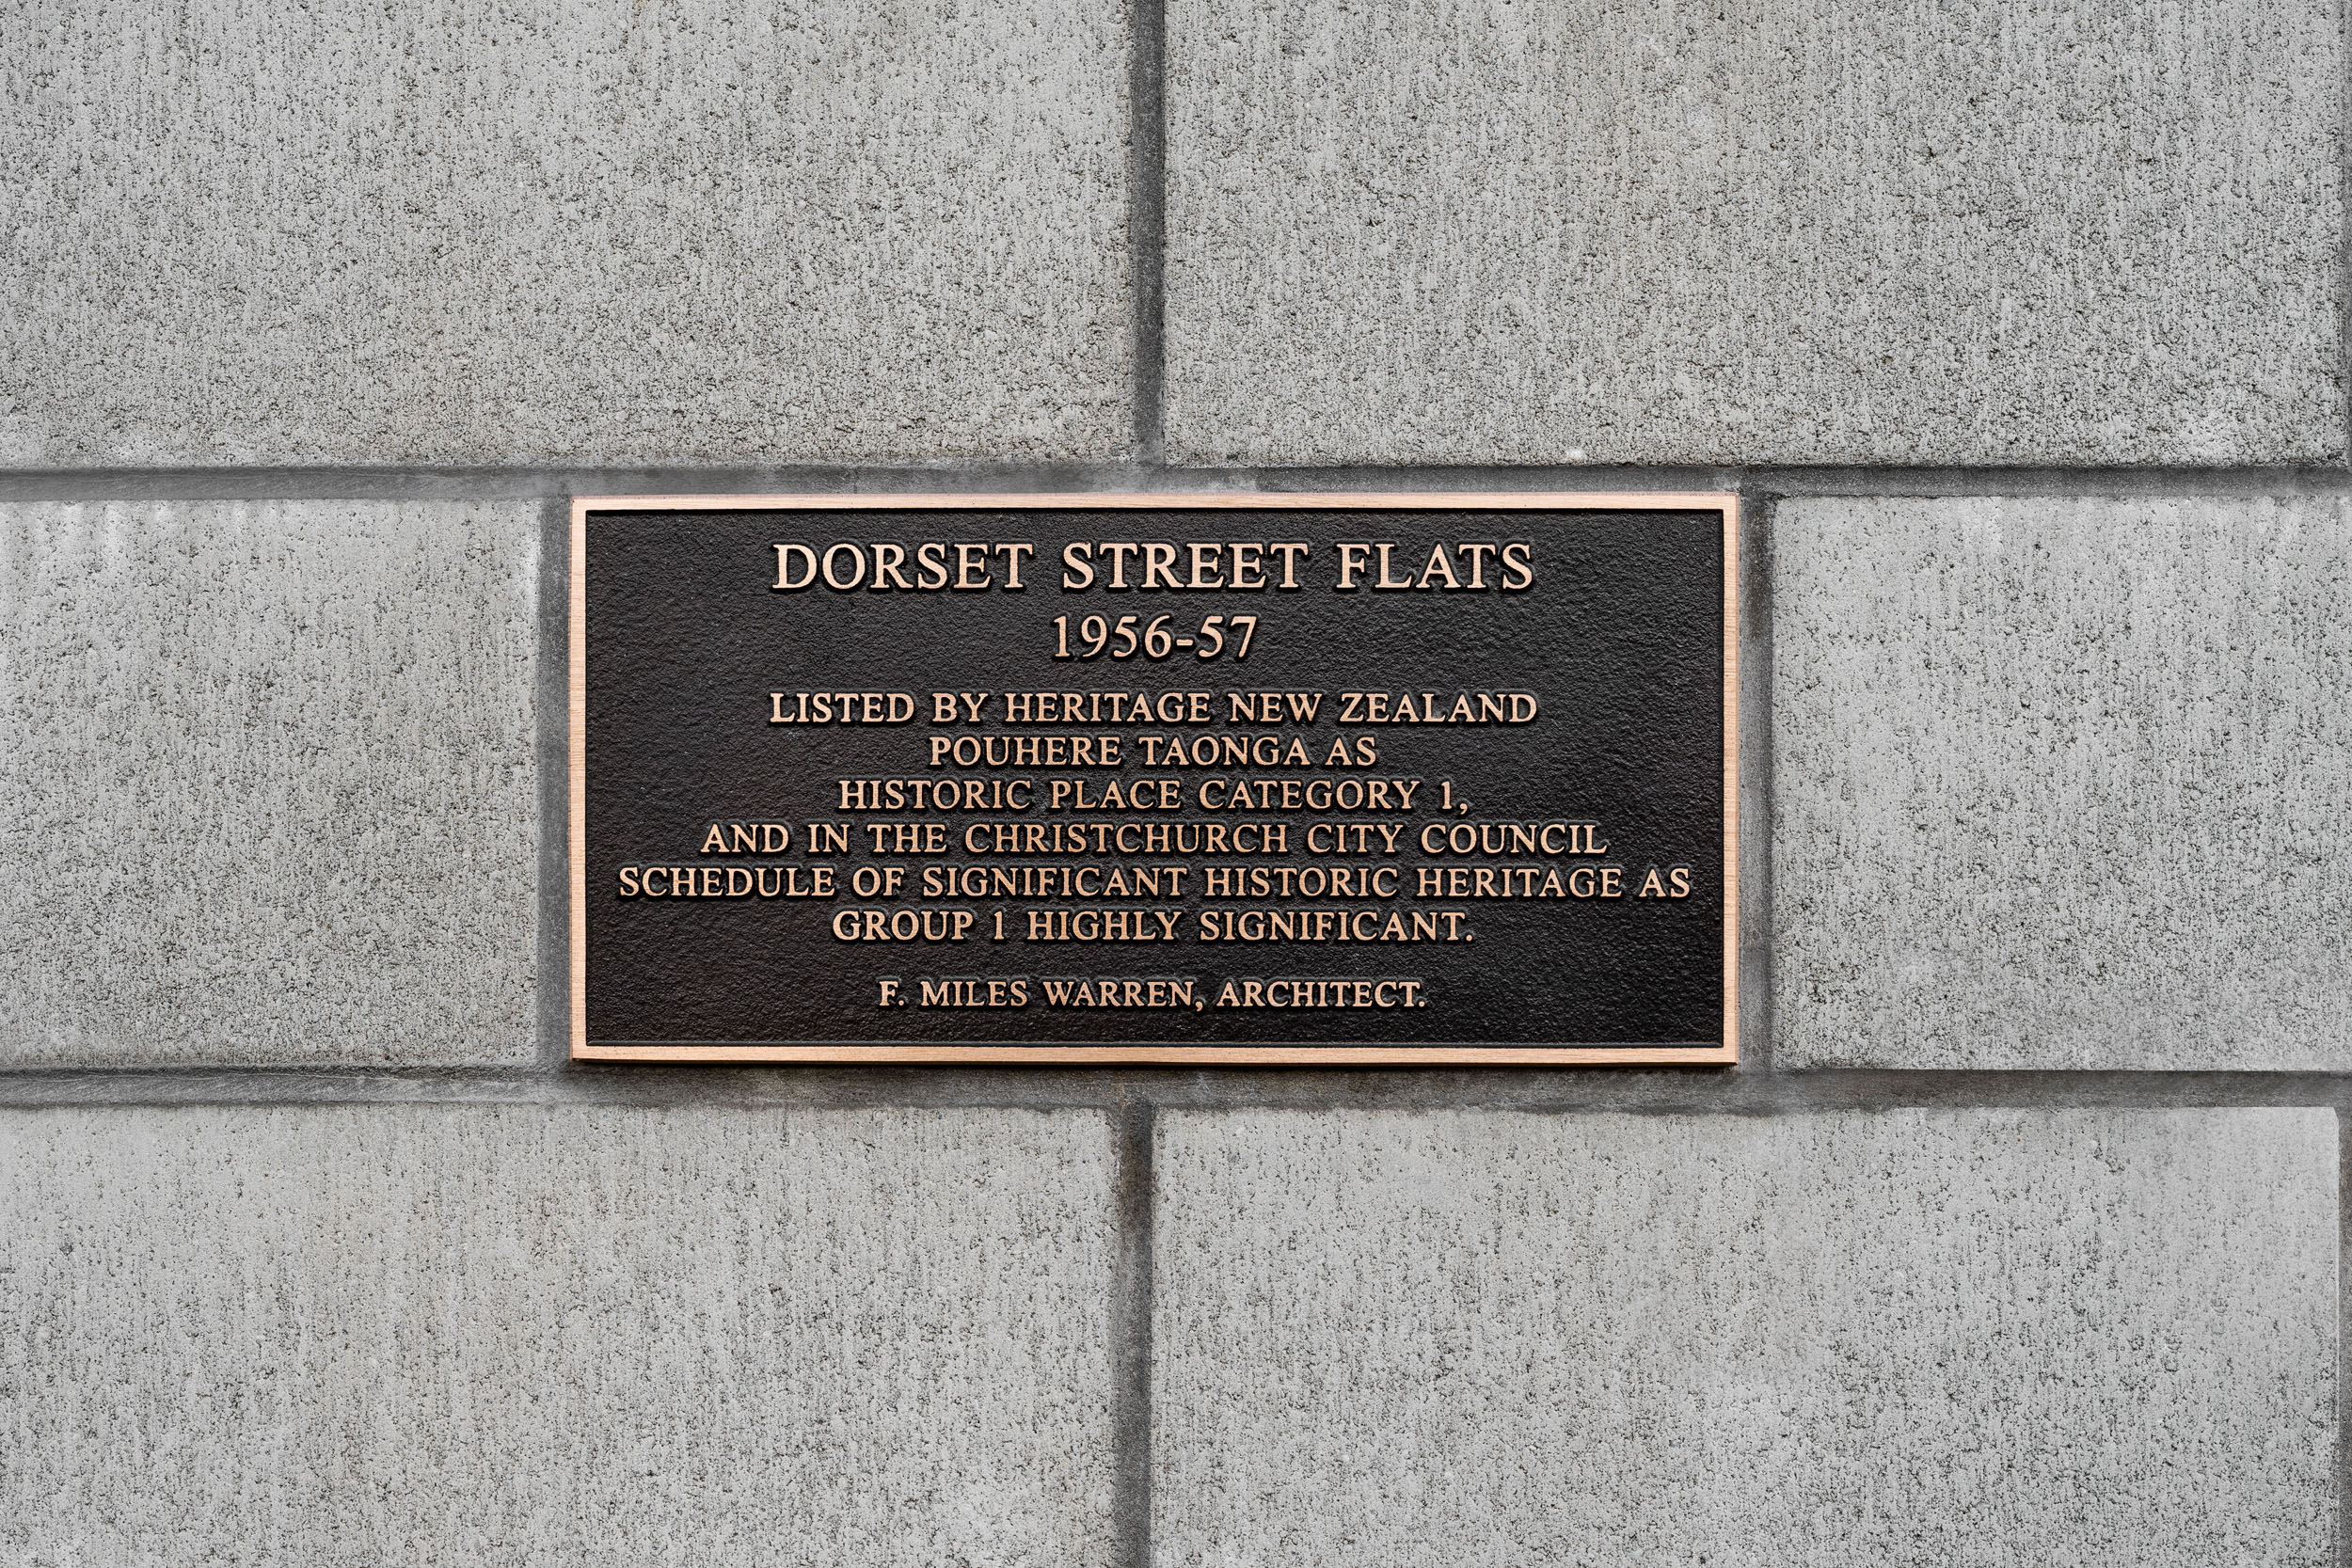 DORSET STREET FLATS
1956-57
LISTED BY HERITAGE NEW ZEALAND
POUHERE TAONGA AS
HISTORIC PLACE CATEGORY 1,
AND IN THE CHRISTCHURCH CITY COUNCIL
SCHEDULE OF SIGNIFICANT HISTORIC HERITAGE AS
GROUP 1 HIGHLY SIGNIFICANT.
F. MILES WARREN, ARCHITECT.